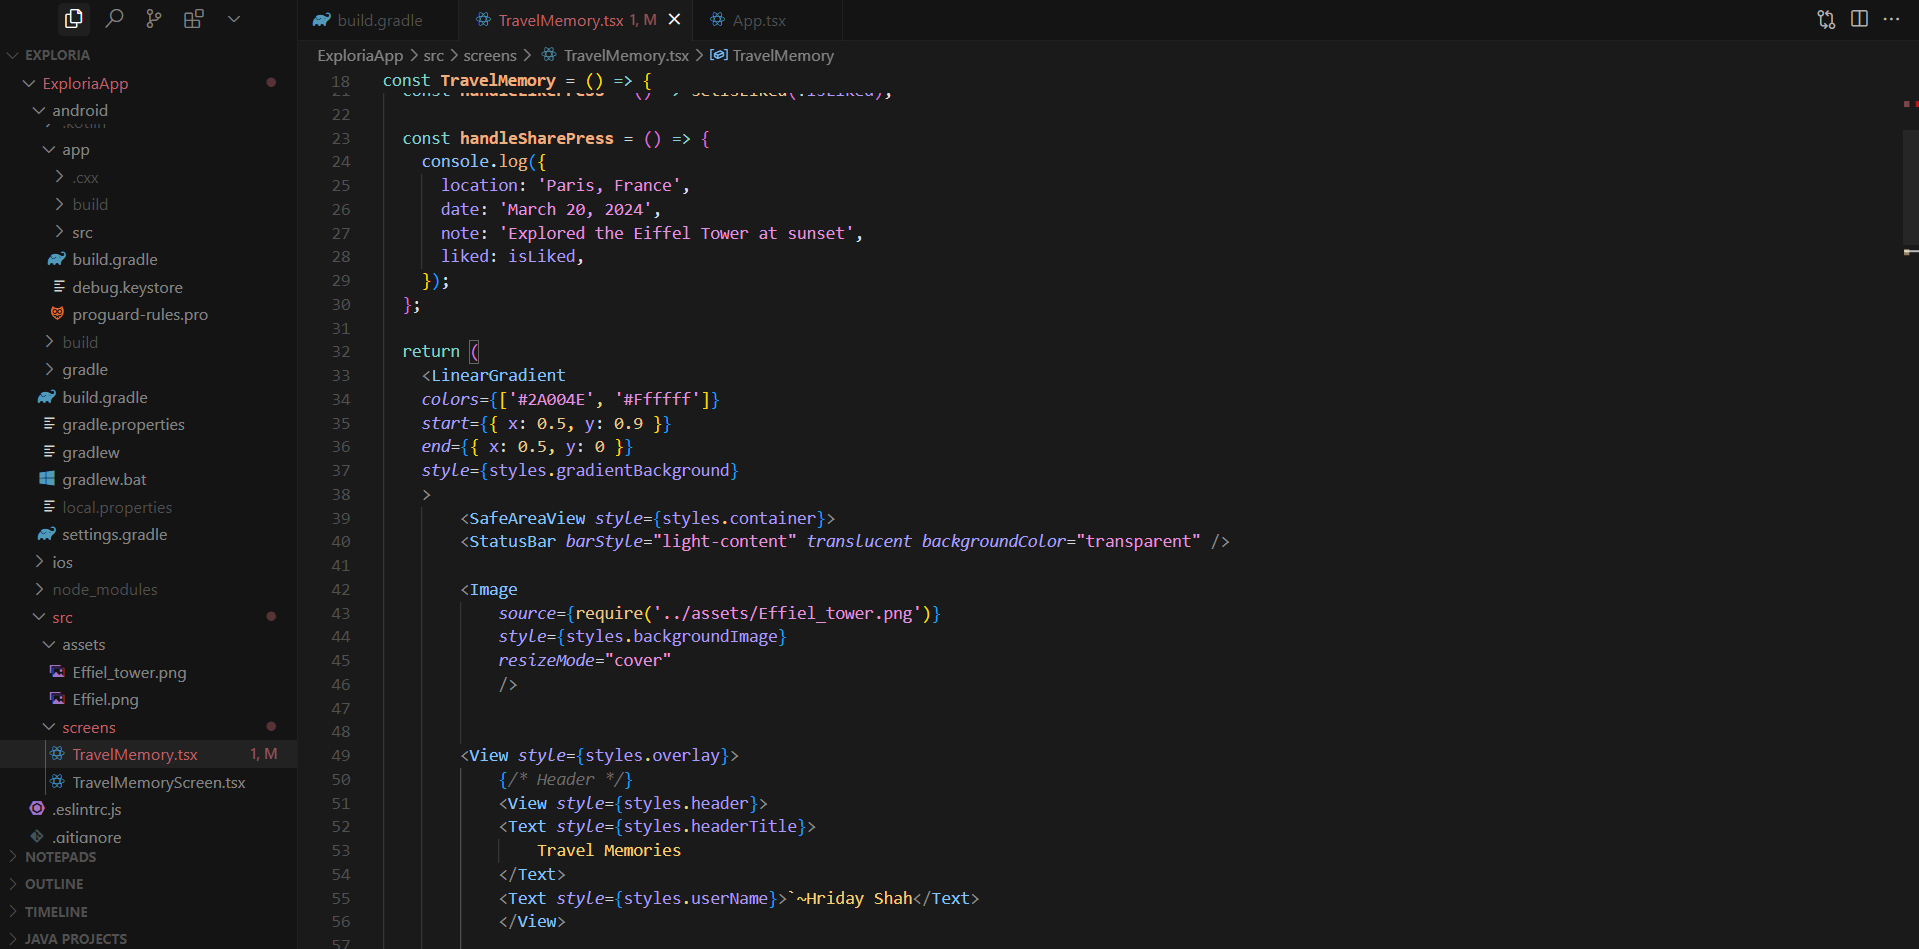 build.gradle
TravelMemory.tsx 1, M
App.tsx
EXPLORIA
ExploriaApp
android
.kotlin
app
.cxx
build
src
build.gradle
debug.keystore
proguard-rules.pro
build
gradle
build.gradle
gradle.properties
gradlew
gradlew.bat
local.properties
settings.gradle
ios
node_modules
src
assets
Effiel_tower.png
Effiel.png
screens
TravelMemory.tsx 1, M
TravelMemoryScreen.tsx
.eslintrc.js
.gitignore
NOTEPADS
OUTLINE
TIMELINE
JAVA PROJECTS
ExploriaApp > src > screens > TravelMemory.tsx > TravelMemory
18 const TravelMemory = () => {
21 const handleLikePress = () => setIsLiked(!isLiked);
22
23 const handleSharePress = () => {
24 console.log({
25 location: 'Paris, France',
26 date: 'March 20, 2024',
27 note: 'Explored the Eiffel Tower at sunset',
28 liked: isLiked,
29 });
30 };
31
32 return (
33 <LinearGradient
34 colors={['#2A004E', '#Ffffff']}
35 start={{ x: 0.5, y: 0.9 }}
36 end={{ x: 0.5, y: 0 }}
37 style={styles.gradientBackground}
38 >
39 <SafeAreaView style={styles.container}>
40 <StatusBar barStyle="light-content" translucent backgroundColor="transparent" />
41
42 <Image
43 source={require('../assets/Effiel_tower.png')}
44 style={styles.backgroundImage}
45 resizeMode="cover"
46 />
47
48
49 <View style={styles.overlay}>
50 {/* Header */}
51 <View style={styles.header}>
52 <Text style={styles.headerTitle}>
53 Travel Memories
54 </Text>
55 <Text style={styles.userName}>`~Hriday Shah</Text>
56 </View>
57